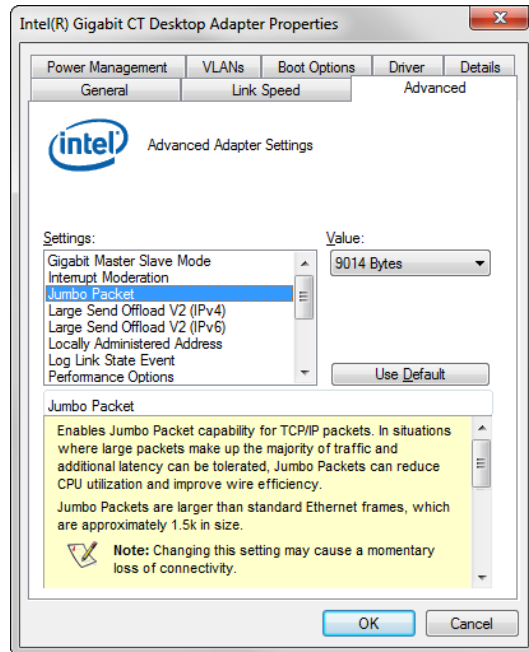 Intel(R) Gigabit CT Desktop Adapter Properties
Power Management
VLANs
Boot Options
Driver
Details
General
Link Speed
Advanced
intel
Advanced Adapter Settings
Settings:
Value:
Gigabit Master Slave Mode
Interrupt Moderation
Jumbo Packet
Large Send Offload V2 (IPv4)
Large Send Offload V2 (IPv6)
Locally Administered Address
Log Link State Event
Performance Options
9014 Bytes
Use Default
Jumbo Packet
Enables Jumbo Packet capability for TCP/IP packets. In situations
where large packets make up the majority of traffic and
additional latency can be tolerated, Jumbo Packets can reduce
CPU utilization and improve wire efficiency.
Jumbo Packets are larger than standard Ethernet frames, which
are approximately 1.5k in size.
Note: Changing this setting may cause a momentary
loss of connectivity.
OK
Cancel